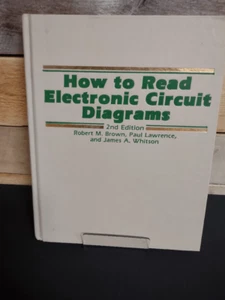 How to Read
Electronic Circuit
Diagrams
2nd Edition
Robert M. Brown, Paul Lawrence,
and James A. Whitson